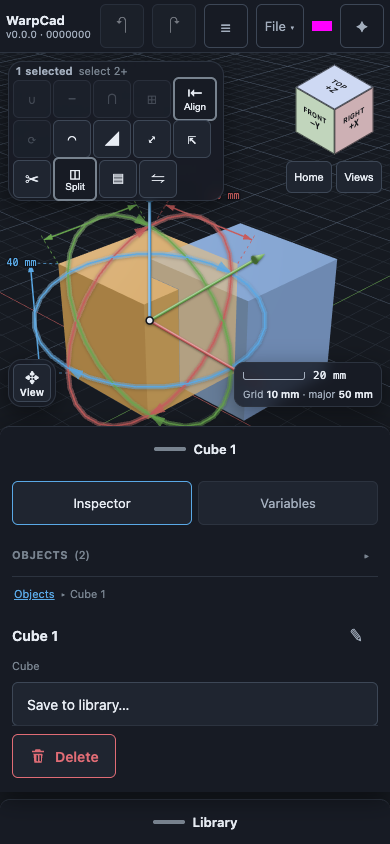 WarpCad
v0.0.0 · 0000000
File
1 selected select 2+
Align
Split
TOP
+Z
FRONT
-Y
RIGHT
+X
Home
Views
mm
40 mm
View
20 mm
Grid 10 mm · major 50 mm
Cube 1
Inspector
Variables
OBJECTS (2)
Objects ▸ Cube 1
Cube 1
Cube
Save to library...
Delete
Library